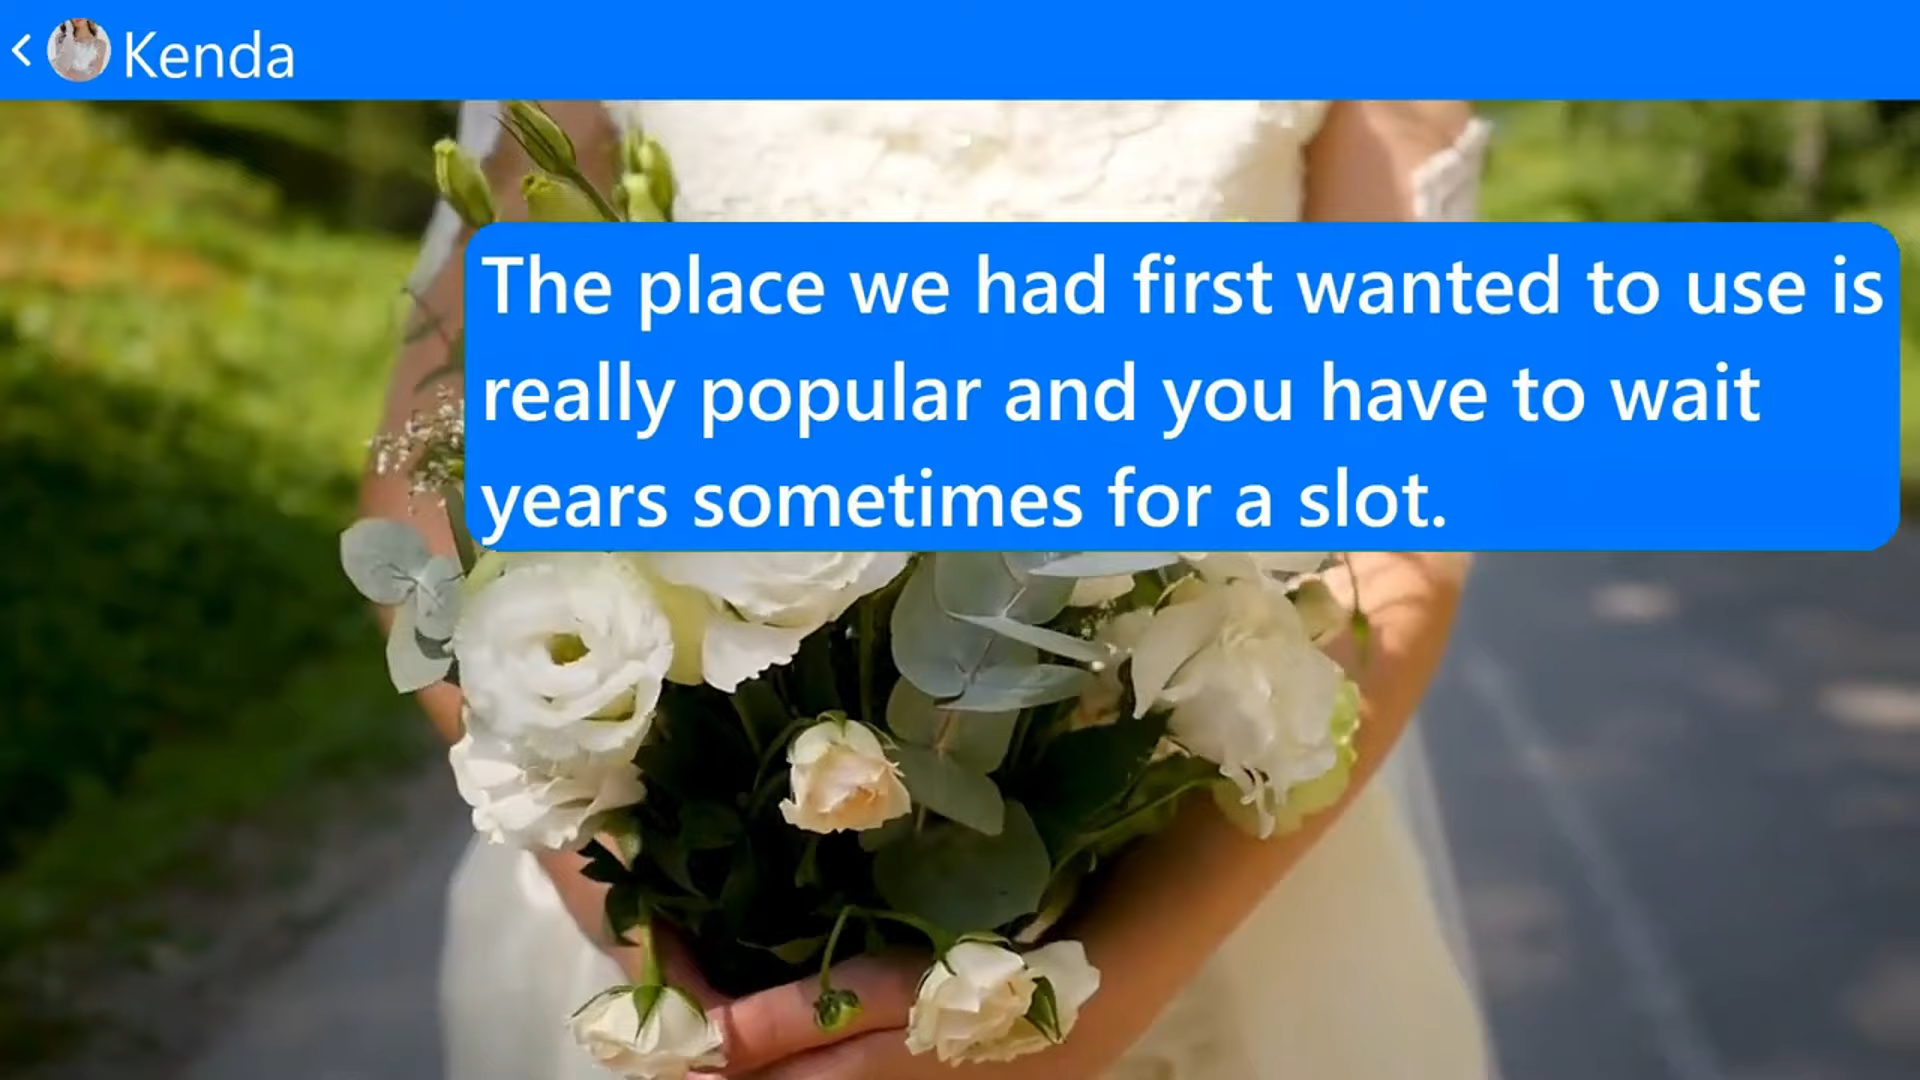 Kenda
The place we had first wanted to use is
really popular and you have to wait
years sometimes for a slot.